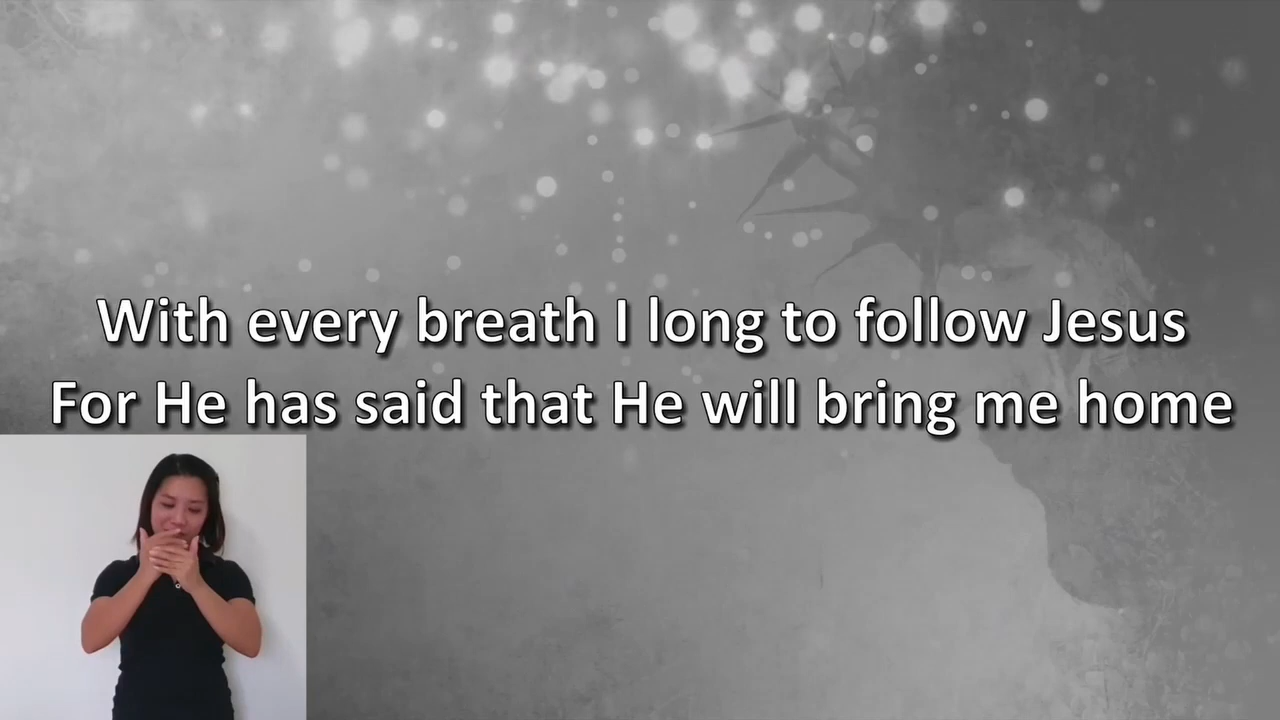 With every breath I long to follow Jesus
For He has said that He will bring me home